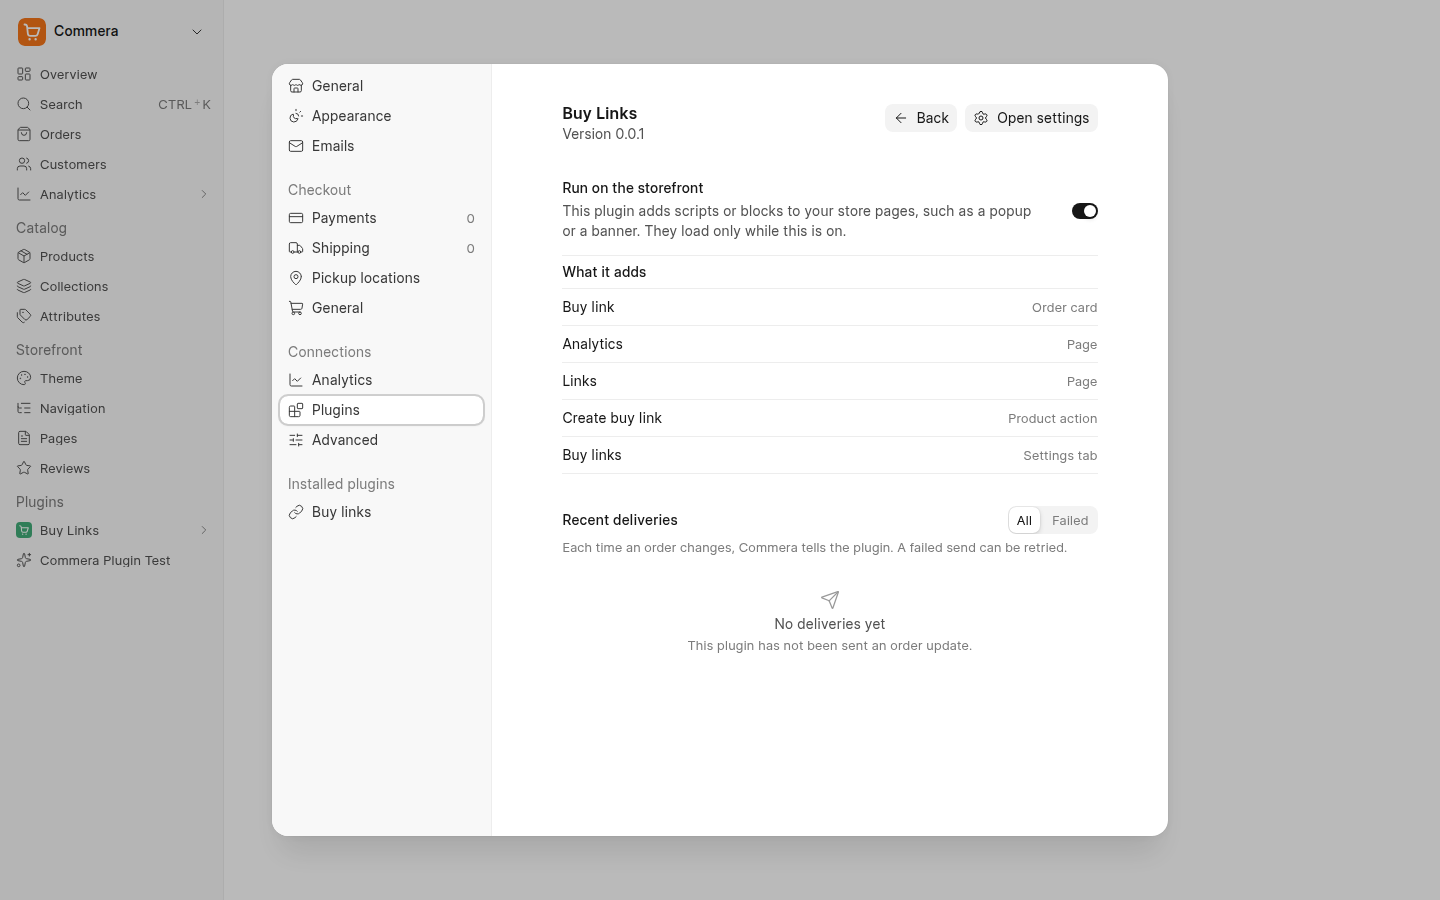 Commera
Overview
Search CTRL+K
Orders
Customers
Analytics
Catalog
Products
Collections
Attributes
Storefront
Theme
Navigation
Pages
Reviews
Plugins
Buy Links
Commera Plugin Test
General
Appearance
Emails
Checkout
Payments 0
Shipping 0
Pickup locations
General
Connections
Analytics
Plugins
Advanced
Installed plugins
Buy links
Buy Links
Version 0.0.1
Back
Open settings
Run on the storefront
This plugin adds scripts or blocks to your store pages, such as a popup
or a banner. They load only while this is on.
What it adds
Buy link Order card
Analytics Page
Links Page
Create buy link Product action
Buy links Settings tab
Recent deliveries All Failed
Each time an order changes, Commera tells the plugin. A failed send can be retried.
No deliveries yet
This plugin has not been sent an order update.